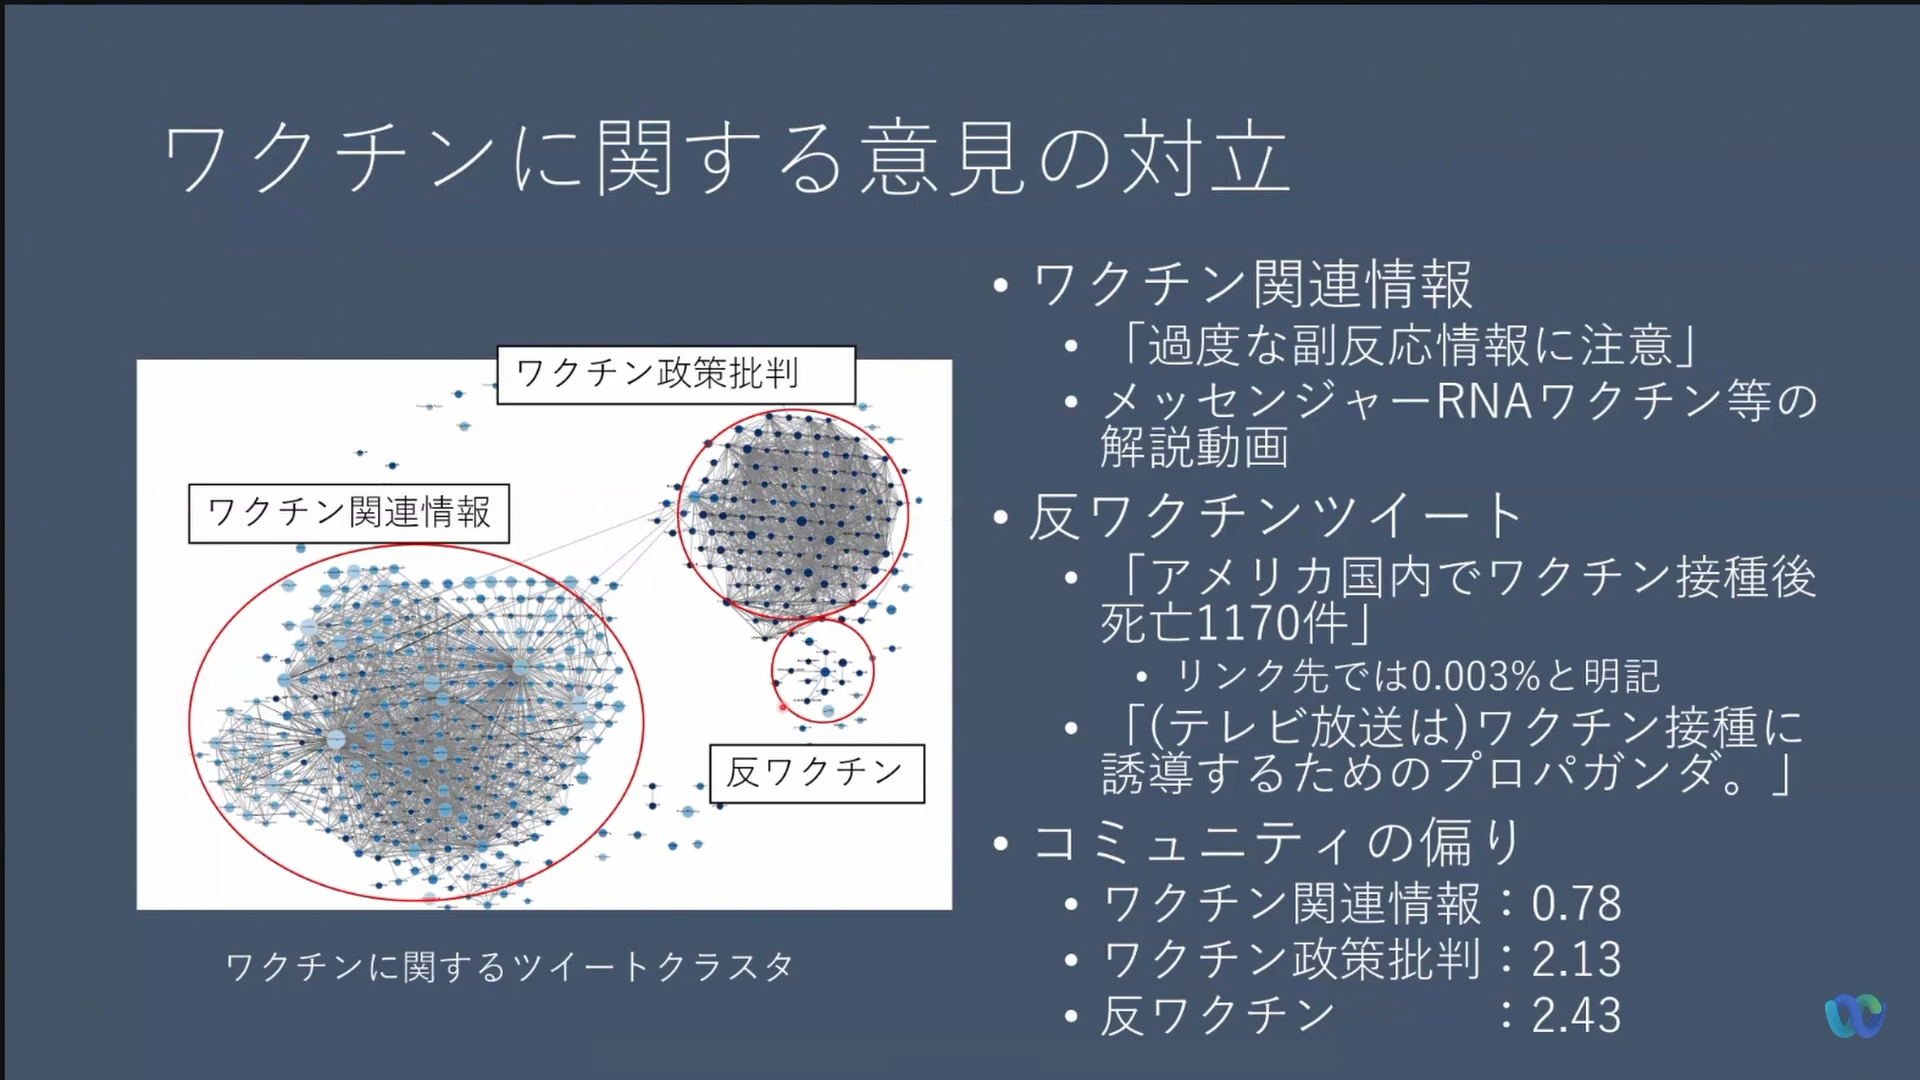 ワクチンに関する意見の対立
ワクチン政策批判
ワクチン関連情報
反ワクチン
ワクチンに関するツイートクラスタ
• ワクチン関連情報
• 「過度な副反応情報に注意」
• メッセンジャーRNAワクチン等の
解説動画
• 反ワクチンツイート
• 「アメリカ国内でワクチン接種後
死亡1170件」
• リンク先では0.003%と明記
• 「(テレビ放送は)ワクチン接種に
誘導するためのプロパガンダ。」
• コミュニティの偏り
• ワクチン関連情報：0.78
• ワクチン政策批判：2.13
• 反ワクチン　　　：2.43